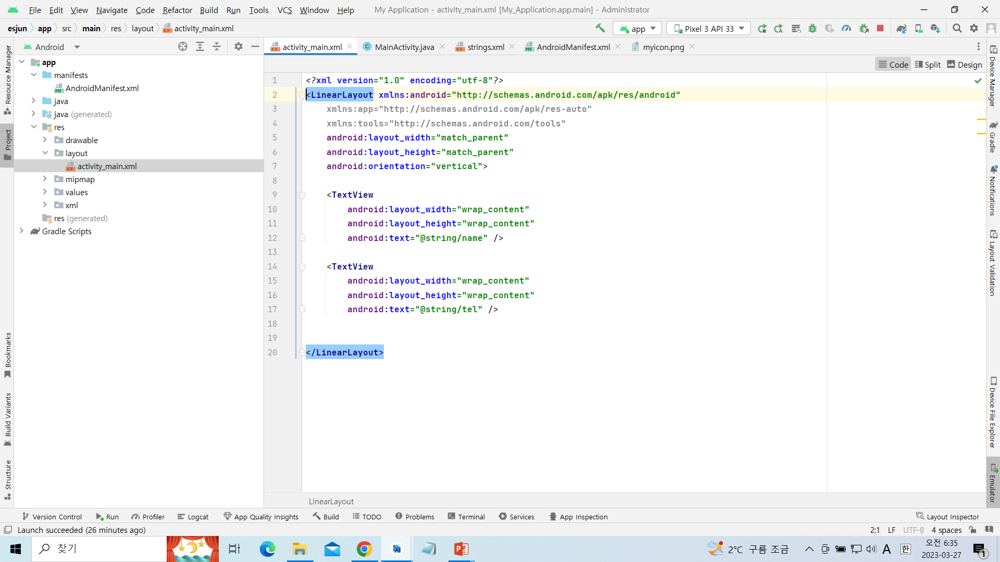 File Edit View Navigate Code Refactor Build Run Tools VCS Window Help My Application - activity_main.xml [My_Application.app.main] - Administrator
esjun app src main res layout activity_main.xml app Pixel 3 API 33
Android activity_main.xml MainActivity.java strings.xml AndroidManifest.xml myicon.png
Code Split Design
Resource Manager
Project
Bookmarks
Build Variants
Structure
app
manifests
AndroidManifest.xml
java
java (generated)
res
drawable
layout
activity_main.xml
mipmap
values
xml
res (generated)
Gradle Scripts
1 <?xml version="1.0" encoding="utf-8"?>
2 <LinearLayout xmlns:android="http://schemas.android.com/apk/res/android"
3 xmlns:app="http://schemas.android.com/apk/res-auto"
4 xmlns:tools="http://schemas.android.com/tools"
5 android:layout_width="match_parent"
6 android:layout_height="match_parent"
7 android:orientation="vertical">
8
9 <TextView
10 android:layout_width="wrap_content"
11 android:layout_height="wrap_content"
12 android:text="@string/name" />
13
14 <TextView
15 android:layout_width="wrap_content"
16 android:layout_height="wrap_content"
17 android:text="@string/tel" />
18
19
20 </LinearLayout>
LinearLayout
Device Manager
Gradle
Notifications
Layout Validation
Device File Explorer
Emulator
Version Control Run Profiler Logcat App Quality Insights Build TODO Problems Terminal Services App Inspection Layout Inspector
Launch succeeded (26 minutes ago) 2:1 LF UTF-8 4 spaces
찾기 2°C 구름 조금 A 한 오전 6:35
2023-03-27 1